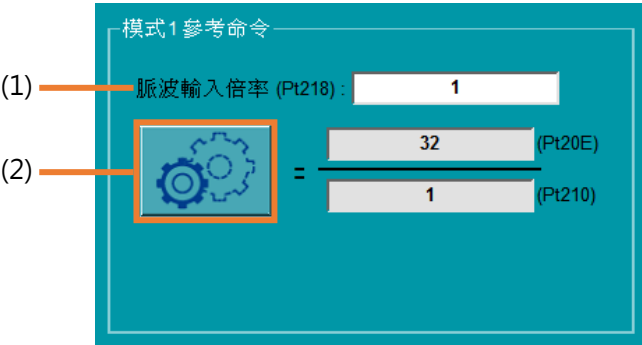 模式1參考命令
(1) 脈波輸入倍率 (Pt218) : 1
(2) = 32 (Pt20E)
1 (Pt210)